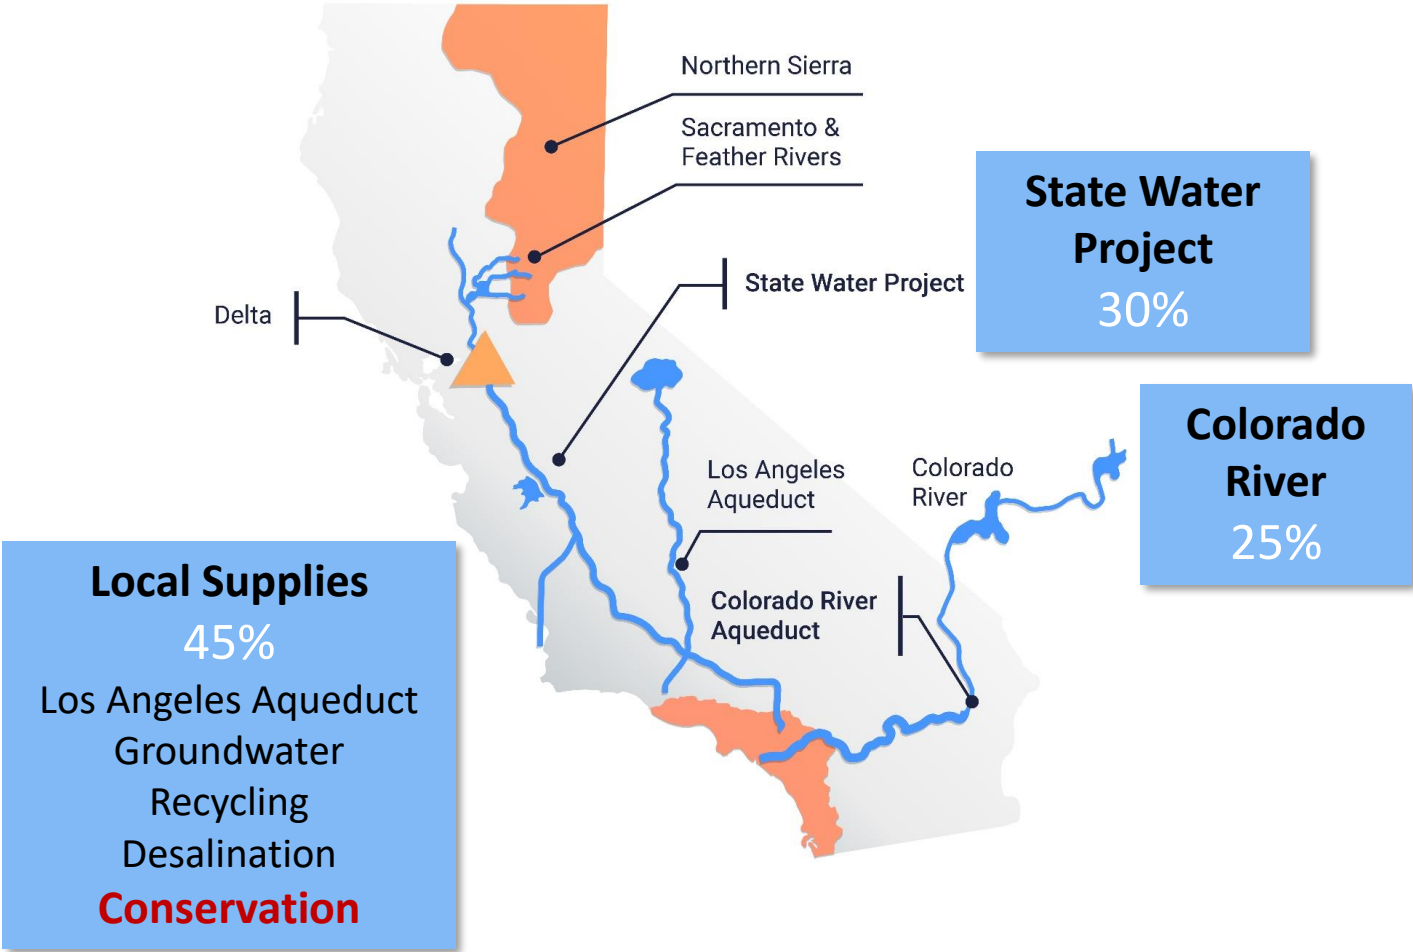 Northern Sierra
Sacramento &
Feather Rivers
State Water
Project
30%
State Water Project
Delta
Colorado
River
25%
Los Angeles
Aqueduct
Colorado
River
Colorado River
Aqueduct
Local Supplies
45%
Los Angeles Aqueduct
Groundwater
Recycling
Desalination
Conservation